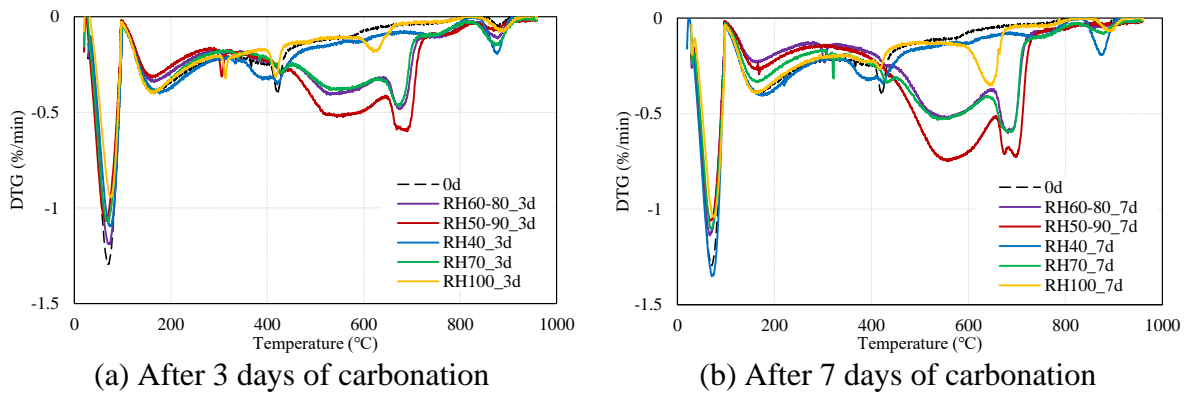 0
-0.5
-1
-1.5
DTG (%/min)
0 200 400 600 800 1000
Temperature (℃)
0d
RH60-80_3d
RH50-90_3d
RH40_3d
RH70_3d
RH100_3d
(a) After 3 days of carbonation
0
-0.5
-1
-1.5
DTG (%/min)
0 200 400 600 800 1000
Temperature (℃)
0d
RH60-80_7d
RH50-90_7d
RH40_7d
RH70_7d
RH100_7d
(b) After 7 days of carbonation